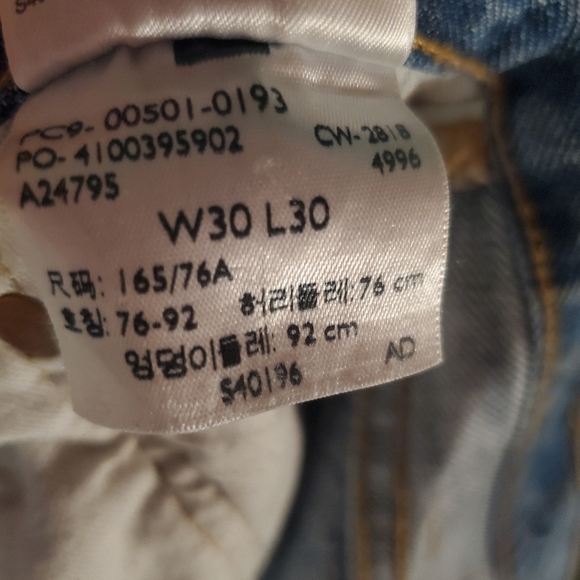 PC9- 00501-0193
PO- 4100395902
CW-2818
4996
A24795
W30 L30
尺码: 165/76A
호칭: 76-92
허리둘레: 76 cm
엉덩이둘레: 92 cm
S40196
AD